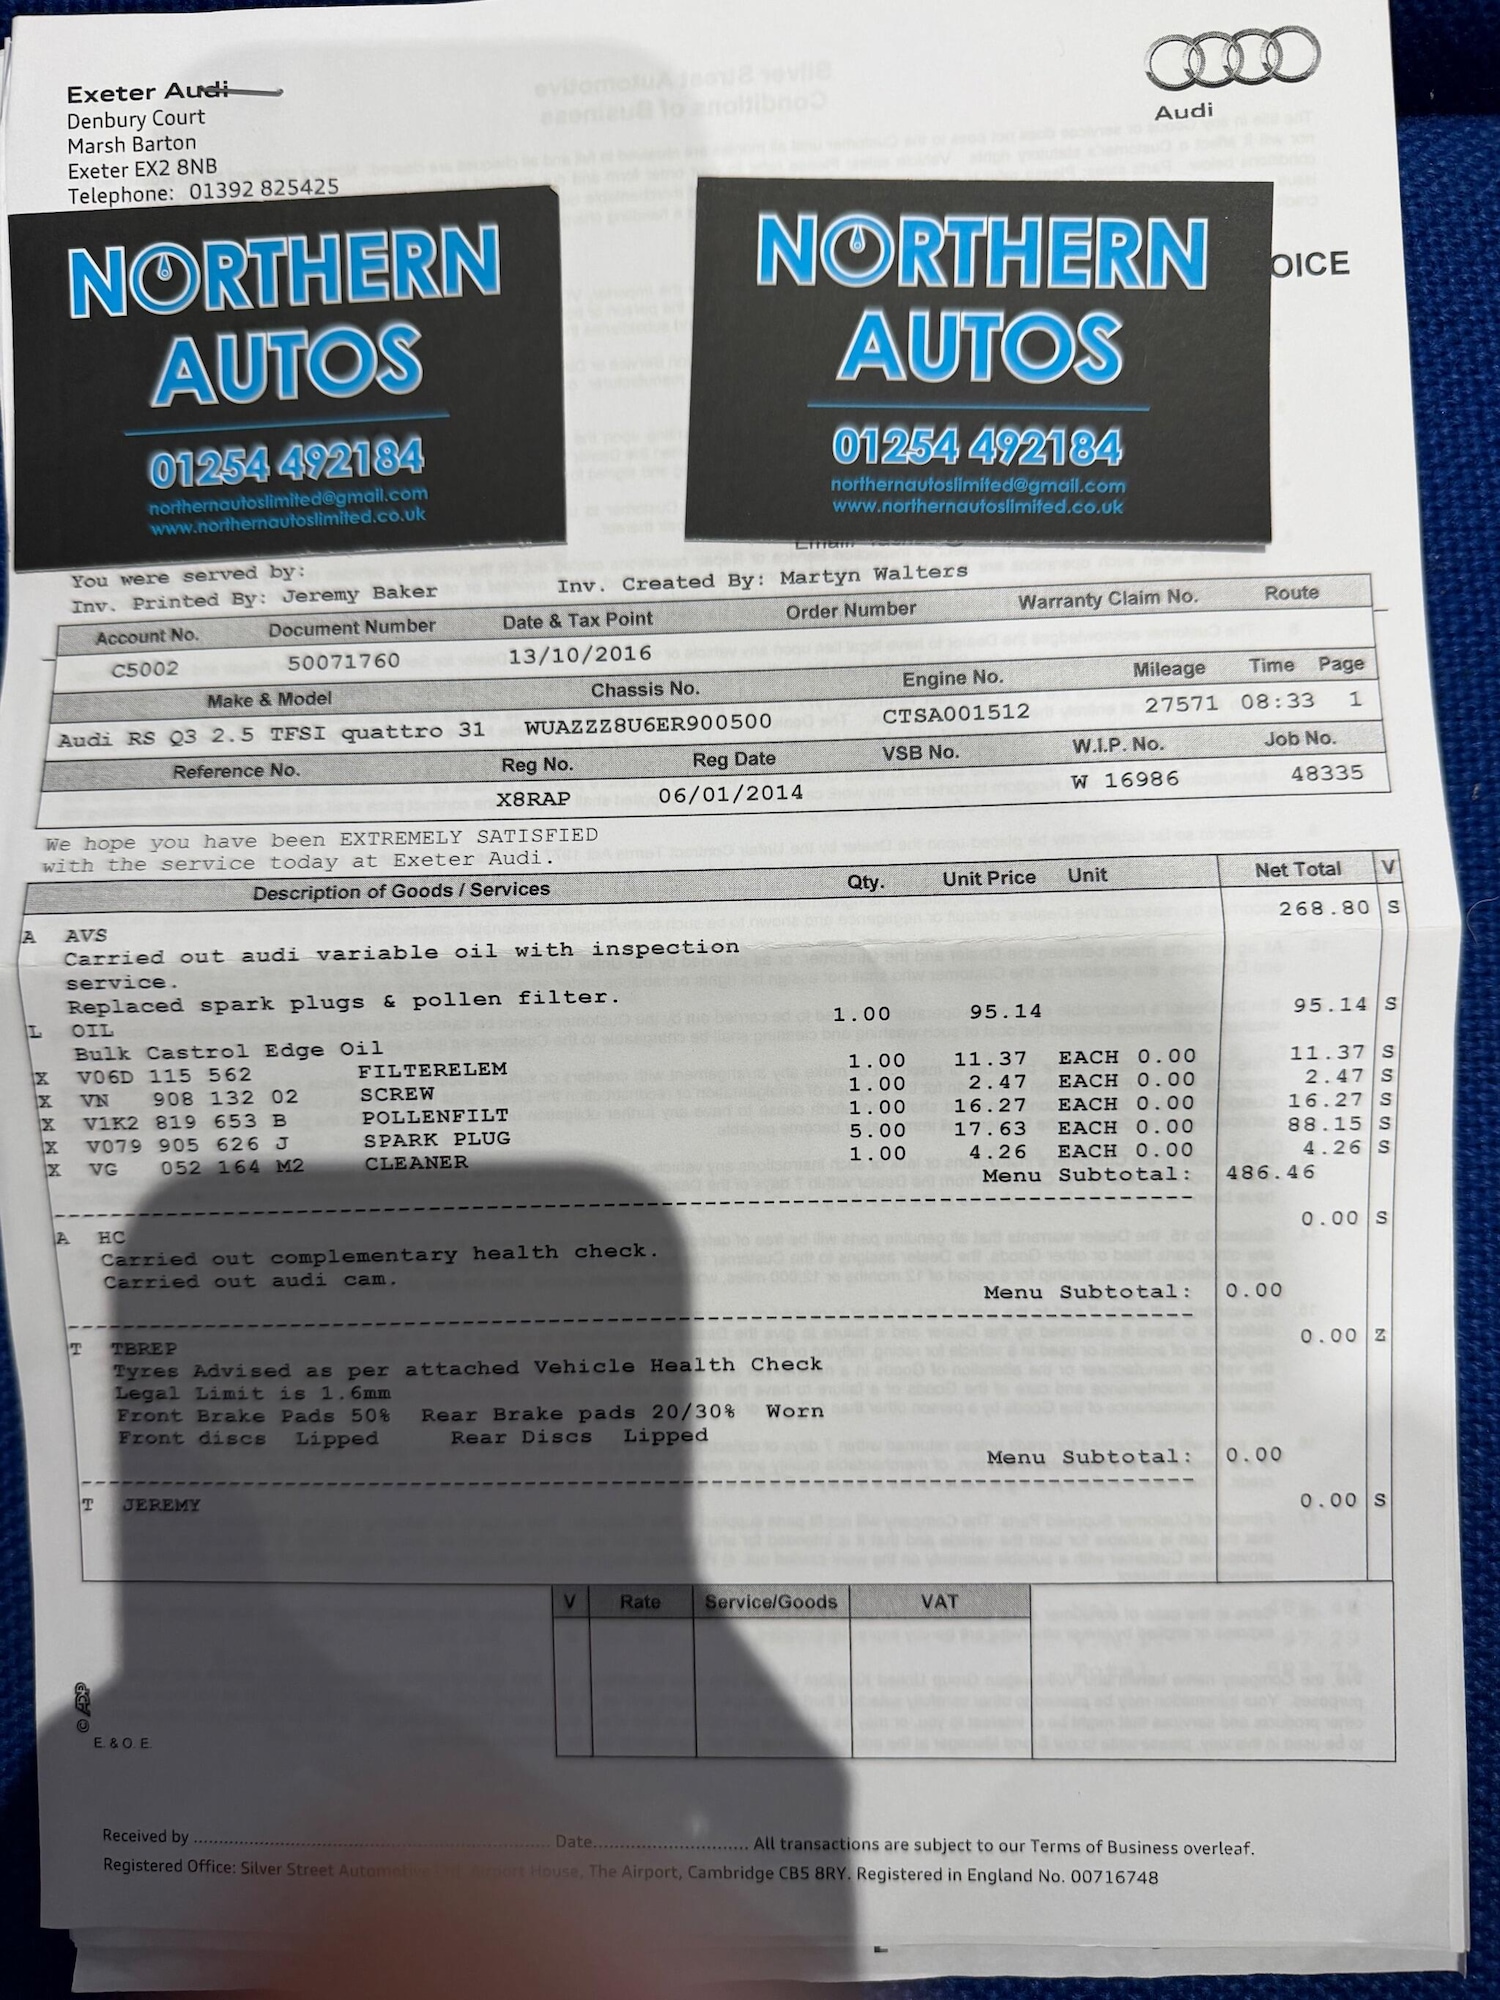 Exeter Audi
Denbury Court
Marsh Barton
Exeter EX2 8NB
Telephone: 01392 825425
Audi
NORTHERN
AUTOS
01254 492184
northernautoslimited@gmail.com
www.northernautoslimited.co.uk
NORTHERN
AUTOS
01254 492184
northernautoslimited@gmail.com
www.northernautoslimited.co.uk
OICE
You were served by:
Inv. Printed By: Jeremy Baker Inv. Created By: Martyn Walters
Account No. Document Number Date & Tax Point Order Number Warranty Claim No. Route
C5002 50071760 13/10/2016
Make & Model Chassis No. Engine No. Mileage Time Page
Audi RS Q3 2.5 TFSI quattro 31 WUAZZZ8U6ER900500 CTSA001512 27571 08:33 1
Reference No. Reg No. Reg Date VSB No. W.I.P. No. Job No.
X8RAP 06/01/2014 W 16986 48335
We hope you have been EXTREMELY SATISFIED
with the service today at Exeter Audi.
Description of Goods / Services Qty. Unit Price Unit Net Total V
A AVS 268.80 S
Carried out audi variable oil with inspection
service.
Replaced spark plugs & pollen filter.
L OIL 1.00 95.14 95.14 S
Bulk Castrol Edge Oil
X V06D 115 562 FILTERELEM 1.00 11.37 EACH 0.00 11.37 S
X VN 908 132 02 SCREW 1.00 2.47 EACH 0.00 2.47 S
X V1K2 819 653 B POLLENFILT 1.00 16.27 EACH 0.00 16.27 S
X V079 905 626 J SPARK PLUG 5.00 17.63 EACH 0.00 88.15 S
X VG 052 164 M2 CLEANER 1.00 4.26 EACH 0.00 4.26 S
Menu Subtotal: 486.46
A HC 0.00 S
Carried out complementary health check.
Carried out audi cam.
Menu Subtotal: 0.00
T TBREP 0.00 Z
Tyres Advised as per attached Vehicle Health Check
Legal Limit is 1.6mm
Front Brake Pads 50% Rear Brake pads 20/30% Worn
Front discs Lipped Rear Discs Lipped
Menu Subtotal: 0.00
T JEREMY 0.00 S
V Rate Service/Goods VAT
© ADP
E. & O. E.
Received by ........ Date........ All transactions are subject to our Terms of Business overleaf.
Registered Office: Silver Street Automotive Airport House, The Airport, Cambridge CB5 8RY. Registered in England No. 00716748